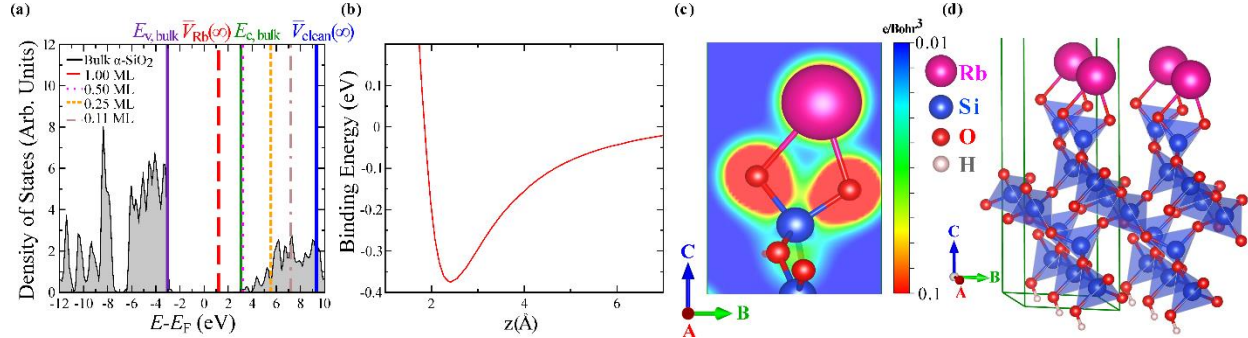 (a)
E_v, bulk V̄_Rb(∞) E_c, bulk V̄_clean(∞)
Density of States (Arb. Units)
12
10
8
6
4
2
0
Bulk α-SiO₂
1.00 ML
0.50 ML
0.25 ML
0.11 ML
-12 -10 -8 -6 -4 -2 0 2 4 6 8 10
E-E_F (eV)
(b)
Binding Energy (eV)
0.1
0
-0.1
-0.2
-0.3
-0.4
2 4 6
z(Å)
(c)
e/Bohr³
0.01
0.1
C
B
A
(d)
Rb
Si
O
H
C
B
A